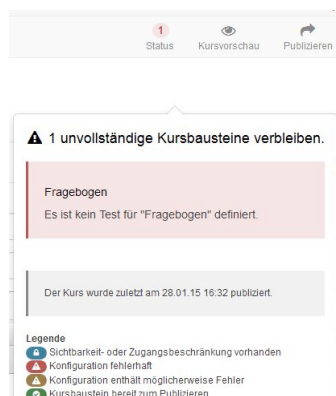 1
Status Kursvorschau Publizieren
1 unvollständige Kursbausteine verbleiben.
Fragebogen
Es ist kein Test für "Fragebogen" definiert.
Der Kurs wurde zuletzt am 28.01.15 16:32 publiziert.
Legende
Sichtbarkeit- oder Zugangsbeschränkung vorhanden
Konfiguration fehlerhaft
Konfiguration enthält möglicherweise Fehler
Kursbaustein bereit zum Publizieren